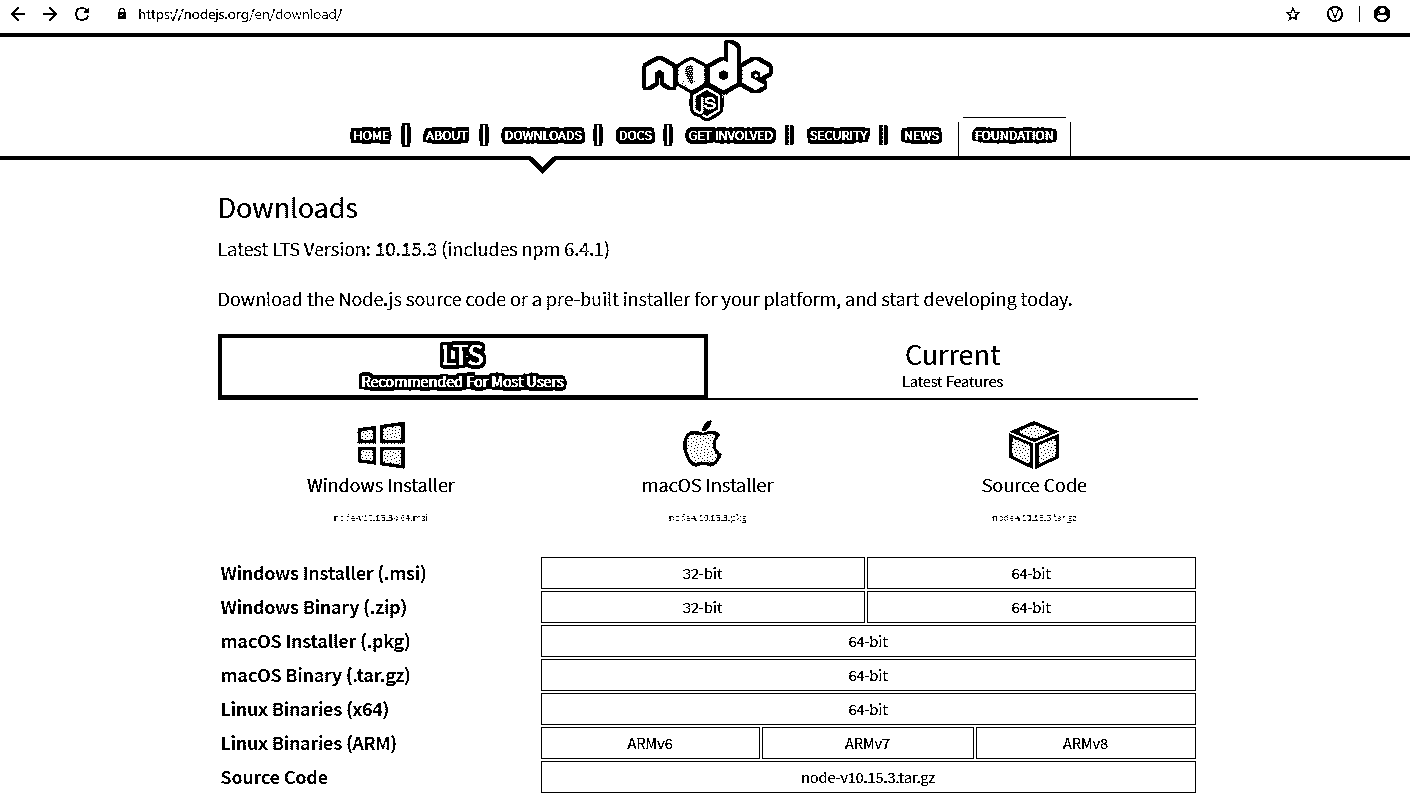 https://nodejs.org/en/download/
node
JS
HOME ABOUT DOWNLOADS DOCS GET INVOLVED SECURITY NEWS FOUNDATION
Downloads
Latest LTS Version: 10.15.3 (includes npm 6.4.1)
Download the Node.js source code or a pre-built installer for your platform, and start developing today.
LTS
Recommended For Most Users
Current
Latest Features
Windows Installer macOS Installer Source Code
node-v10.15.3-x64.msi node-v10.15.3.pkg node-v10.15.3.tar.gz
Windows Installer (.msi) 32-bit 64-bit
Windows Binary (.zip) 32-bit 64-bit
macOS Installer (.pkg) 64-bit
macOS Binary (.tar.gz) 64-bit
Linux Binaries (x64) 64-bit
Linux Binaries (ARM) ARMv6 ARMv7 ARMv8
Source Code node-v10.15.3.tar.gz